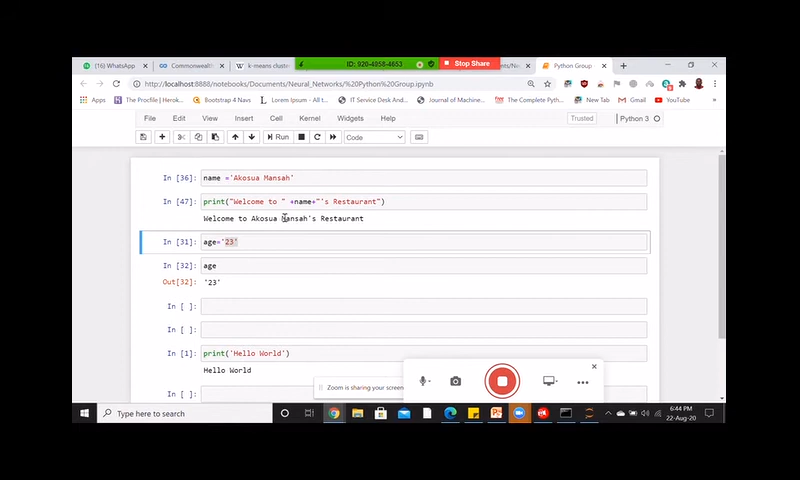 (16) WhatsApp
Commonwealth
k-means cluster
ID: 920-4958-4653
Stop Share
Python Group
http://localhost:8888/notebooks/Documents/Neural_Networks/%20Python%20Group.ipynb
Apps
The Procfile | Herok...
Bootstrap 4 Navs
Lorem Ipsum - All t...
IT Service Desk And...
Journal of Machine...
The Complete Pyth...
New Tab
Gmail
YouTube
File Edit View Insert Cell Kernel Widgets Help
Trusted
Python 3
Run
Code
In [36]: name ='Akosua Mansah'
In [47]: print("Welcome to " +name+"'s Restaurant")
Welcome to Akosua Mansah's Restaurant
In [31]: age='23'
In [32]: age
Out[32]: '23'
In [ ]:
In [ ]:
In [1]: print('Hello World')
Hello World
In [ ]:
Zoom is sharing your screen
Type here to search
6:44 PM
22-Aug-20